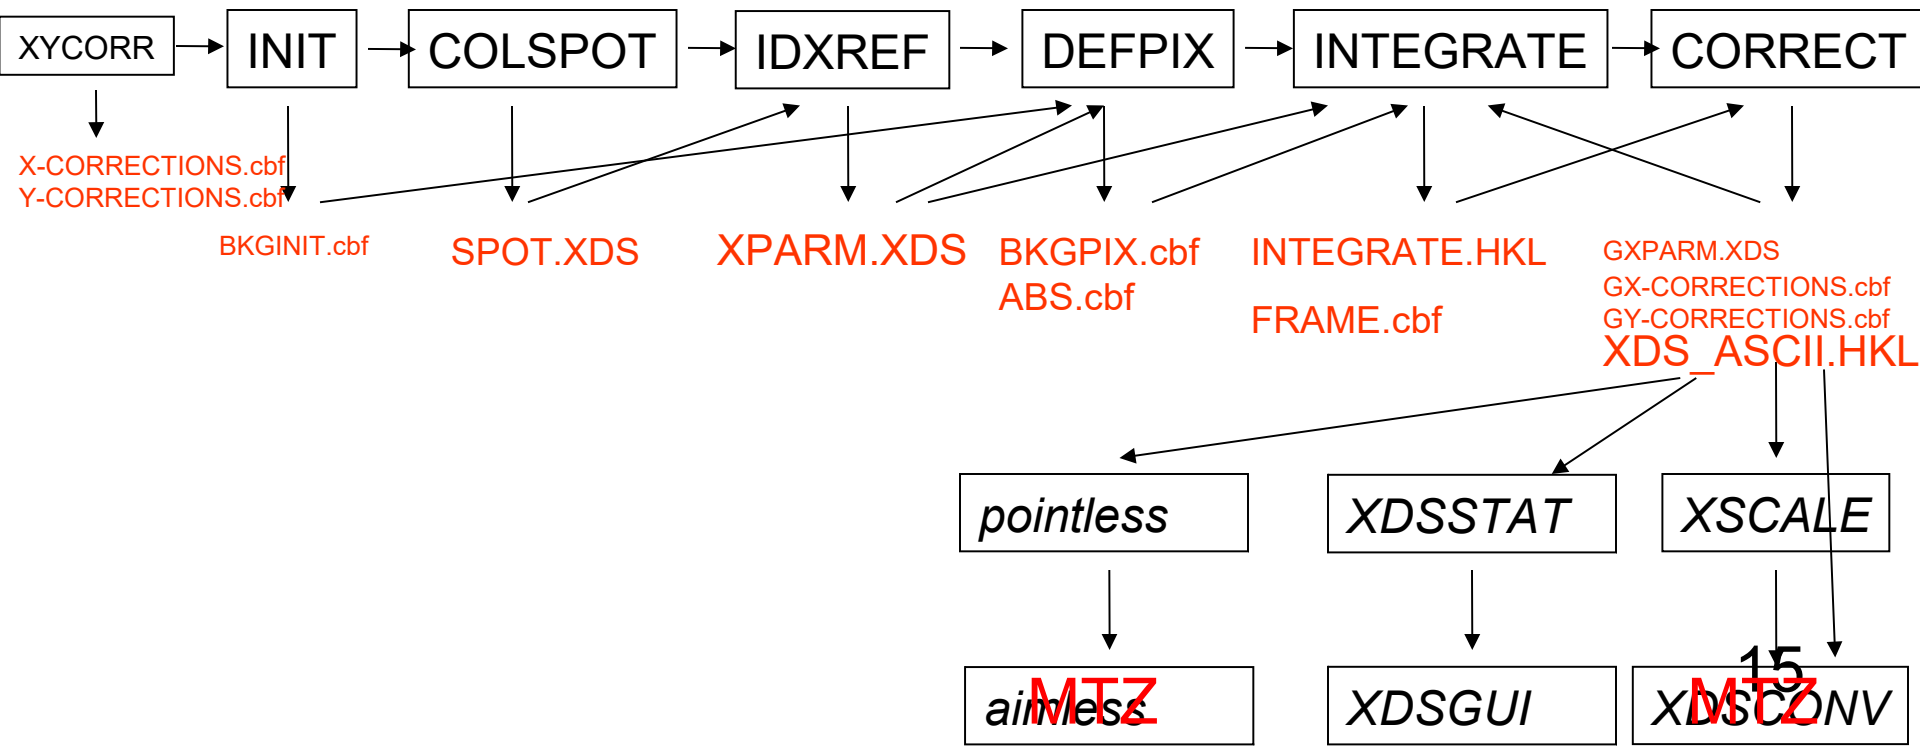 XYCORR
INIT
COLSPOT
IDXREF
DEFPIX
INTEGRATE
CORRECT
X-CORRECTIONS.cbf
Y-CORRECTIONS.cbf
BKGINIT.cbf
SPOT.XDS
XPARM.XDS
BKGPIX.cbf
ABS.cbf
INTEGRATE.HKL
FRAME.cbf
GXPARM.XDS
GX-CORRECTIONS.cbf
GY-CORRECTIONS.cbf
XDS_ASCII.HKL
pointless
XDSSTAT
XSCALE
aimless
MTZ
XDSGUI
15
XDSCONV
MTZ